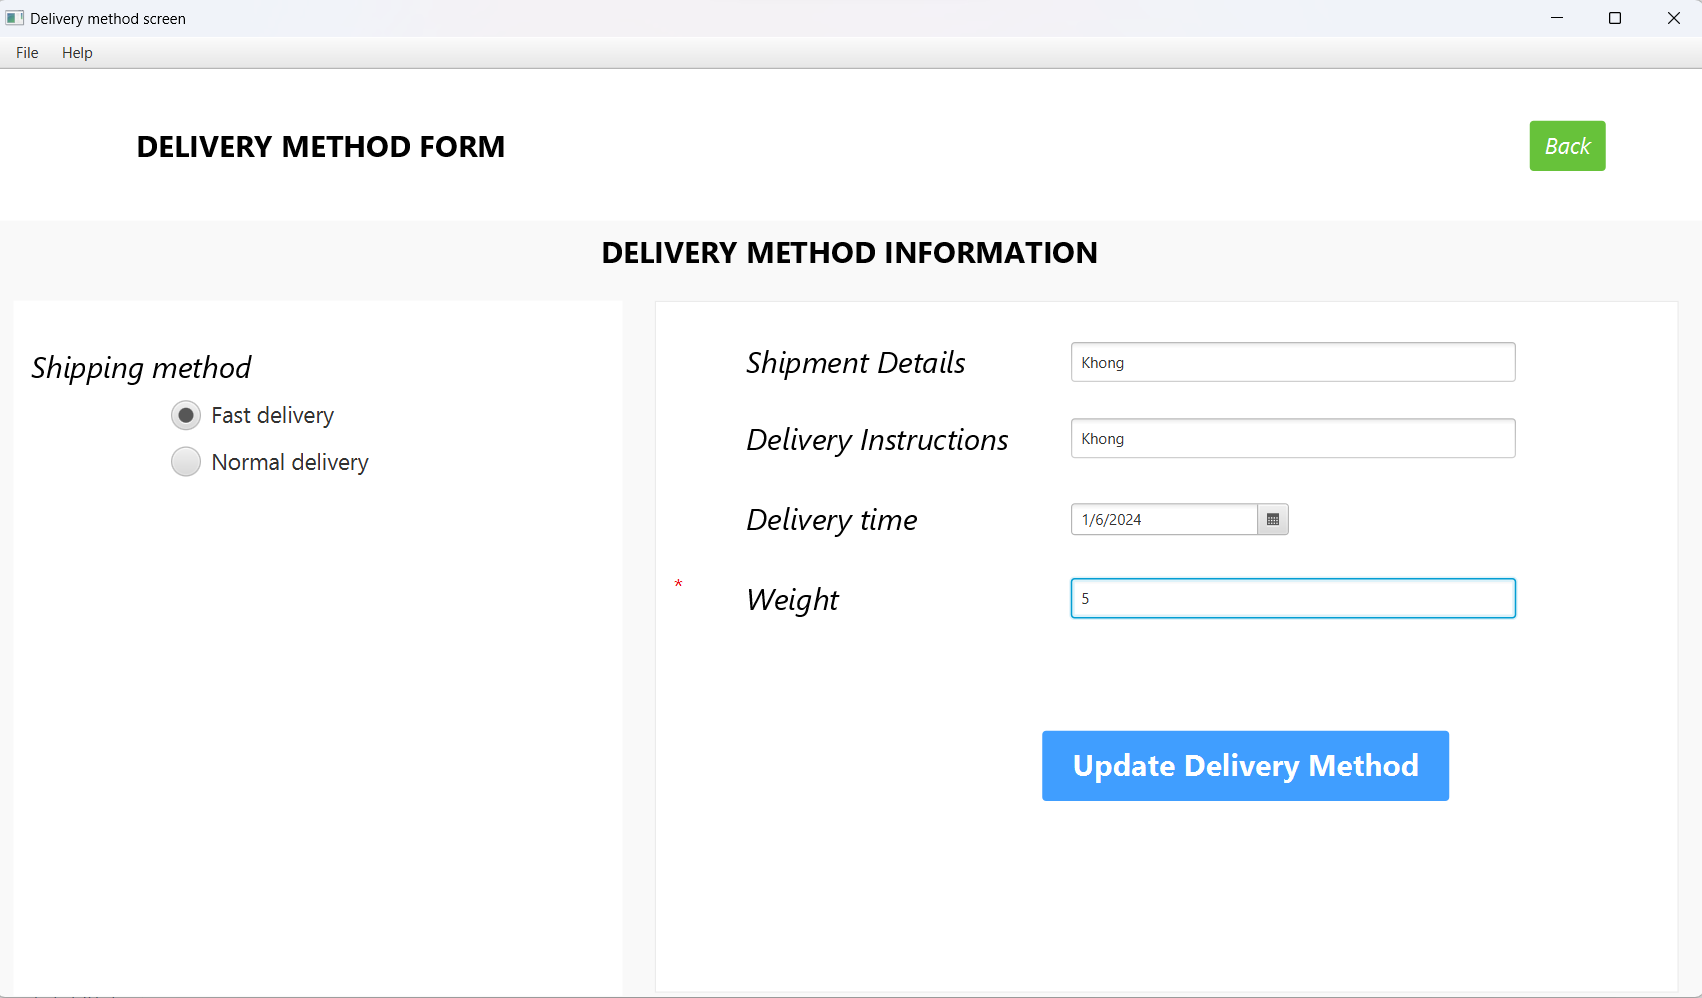 Delivery method screen
File Help
DELIVERY METHOD FORM
Back
DELIVERY METHOD INFORMATION
Shipping method
Fast delivery
Normal delivery
Shipment Details
Khong
Delivery Instructions
Khong
Delivery time
1/6/2024
*
Weight
5
Update Delivery Method